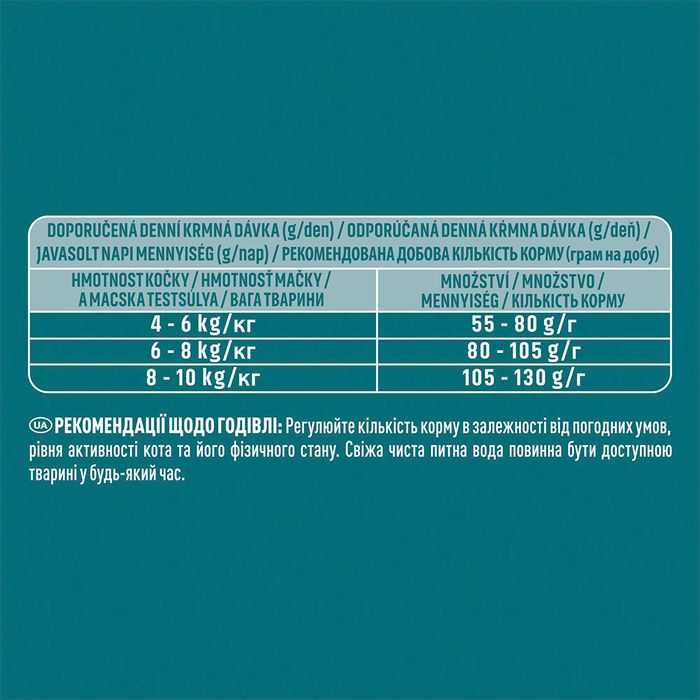 DOPORUČENÁ DENNÍ KRMNÁ DÁVKA (g/den) / ODPORÚČANÁ DENNÁ KŔMNA DÁVKA (g/deň) /
JAVASOLT NAPI MENNYISÉG (g/nap) / РЕКОМЕНДОВАНА ДОБОВА КІЛЬКІСТЬ КОРМУ (грам на добу)
HMOTNOST KOČKY / HMOTNOSŤ MAČKY /
A MACSKA TESTSÚLYA / ВАГА ТВАРИНИ
MNOŽSTVÍ / MNOŽSTVO /
MENNYISÉG / КІЛЬКІСТЬ КОРМУ
4 - 6 kg/кг 55 - 80 g/г
6 - 8 kg/кг 80 - 105 g/г
8 - 10 kg/кг 105 - 130 g/г
UA РЕКОМЕНДАЦІЇ ЩОДО ГОДІВЛІ: Регулюйте кількість корму в залежності від погодних умов,
рівня активності кота та його фізичного стану. Свіжа чиста питна вода повинна бути доступною
тварині у будь-який час.